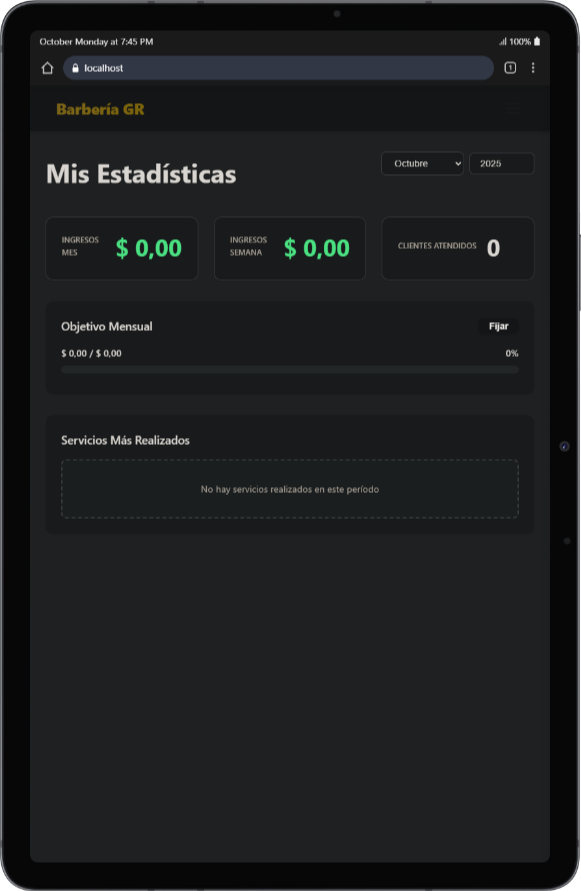 October Monday at 7:45 PM
100%
localhost
1
Barbería GR
Mis Estadísticas
Octubre
2025
INGRESOS
MES
$ 0,00
INGRESOS
SEMANA
$ 0,00
CLIENTES ATENDIDOS
0
Objetivo Mensual
Fijar
$ 0,00 / $ 0,00
0%
Servicios Más Realizados
No hay servicios realizados en este período